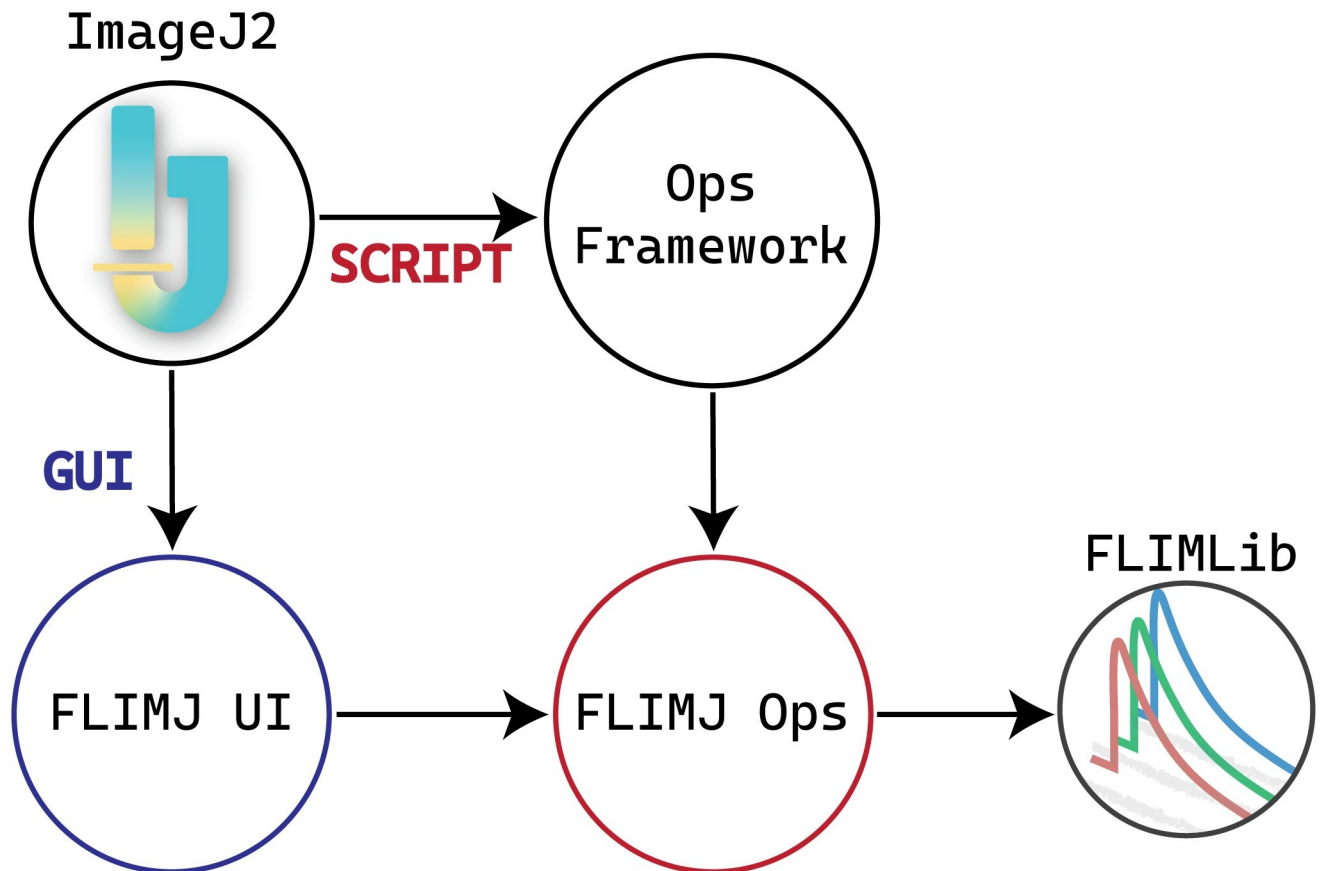 ImageJ2
Ops
Framework
SCRIPT
GUI
FLIMJ UI
FLIMJ Ops
FLIMLib